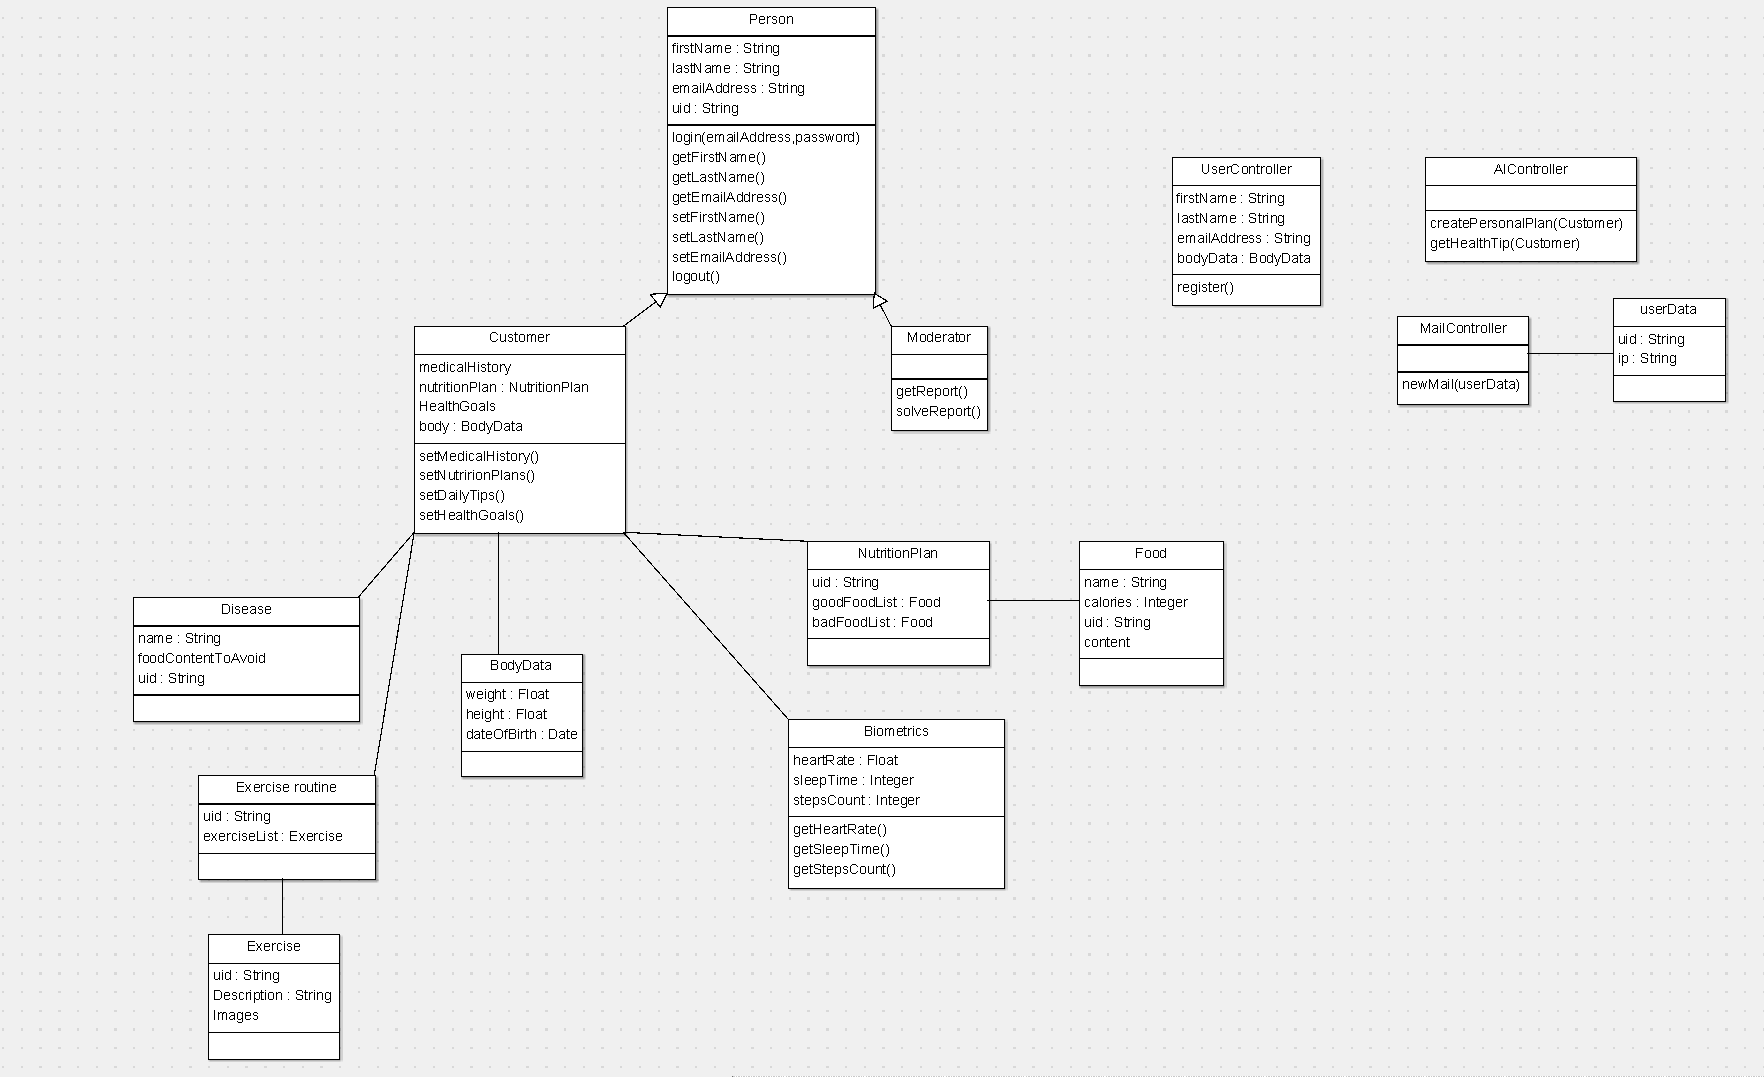 Person
firstName : String
lastName : String
emailAddress : String
uid : String
login(emailAddress,password)
getFirstName()
getLastName()
getEmailAddress()
setFirstName()
setLastName()
setEmailAddress()
logout()
UserController
firstName : String
lastName : String
emailAddress : String
bodyData : BodyData
register()
AIController
createPersonalPlan(Customer)
getHealthTip(Customer)
MailController
newMail(userData)
userData
uid : String
ip : String
Customer
medicalHistory
nutritionPlan : NutritionPlan
HealthGoals
body : BodyData
setMedicalHistory()
setNutririonPlans()
setDailyTips()
setHealthGoals()
Moderator
getReport()
solveReport()
Disease
name : String
foodContentToAvoid
uid : String
BodyData
weight : Float
height : Float
dateOfBirth : Date
NutritionPlan
uid : String
goodFoodList : Food
badFoodList : Food
Food
name : String
calories : Integer
uid : String
content
Biometrics
heartRate : Float
sleepTime : Integer
stepsCount : Integer
getHeartRate()
getSleepTime()
getStepsCount()
Exercise routine
uid : String
exerciseList : Exercise
Exercise
uid : String
Description : String
Images